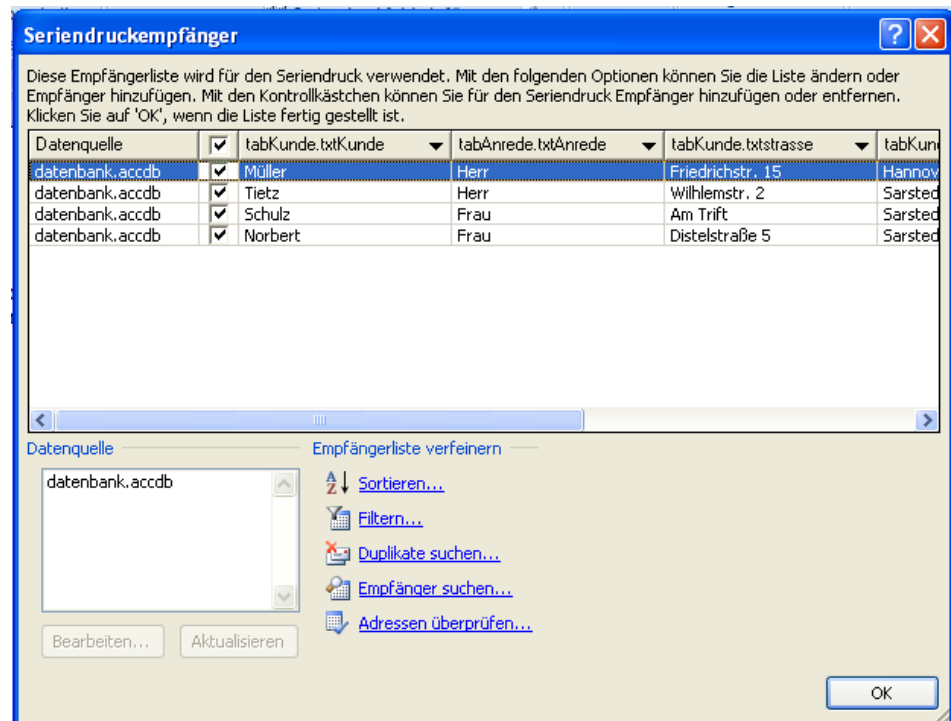 Seriendruckempfänger
Diese Empfängerliste wird für den Seriendruck verwendet. Mit den folgenden Optionen können Sie die Liste ändern oder
Empfänger hinzufügen. Mit den Kontrollkästchen können Sie für den Seriendruck Empfänger hinzufügen oder entfernen.
Klicken Sie auf 'OK', wenn die Liste fertig gestellt ist.
Datenquelle tabKunde.txtKunde tabAnrede.txtAnrede tabKunde.txtstrasse tabKun
datenbank.accdb Müller Herr Friedrichstr. 15 Hannov
datenbank.accdb Tietz Herr Wilhlemstr. 2 Sarsted
datenbank.accdb Schulz Frau Am Trift Sarsted
datenbank.accdb Norbert Frau Distelstraße 5 Sarsted
Datenquelle Empfängerliste verfeinern
datenbank.accdb
Sortieren...
Filtern...
Duplikate suchen...
Empfänger suchen...
Adressen überprüfen...
Bearbeiten... Aktualisieren
OK